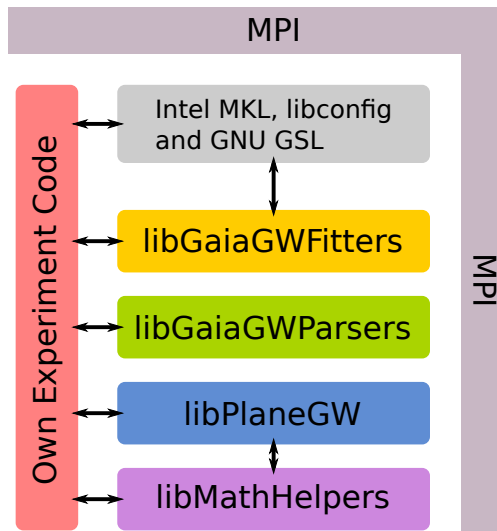 MPI
Own Experiment Code
Intel MKL, libconfig
and GNU GSL
libGaiaGWFitters
libGaiaGWParsers
libPlaneGW
libMathHelpers
MPI